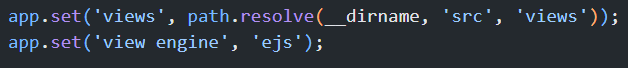 app.set('views', path.resolve(__dirname, 'src', 'views'));
app.set('view engine', 'ejs');